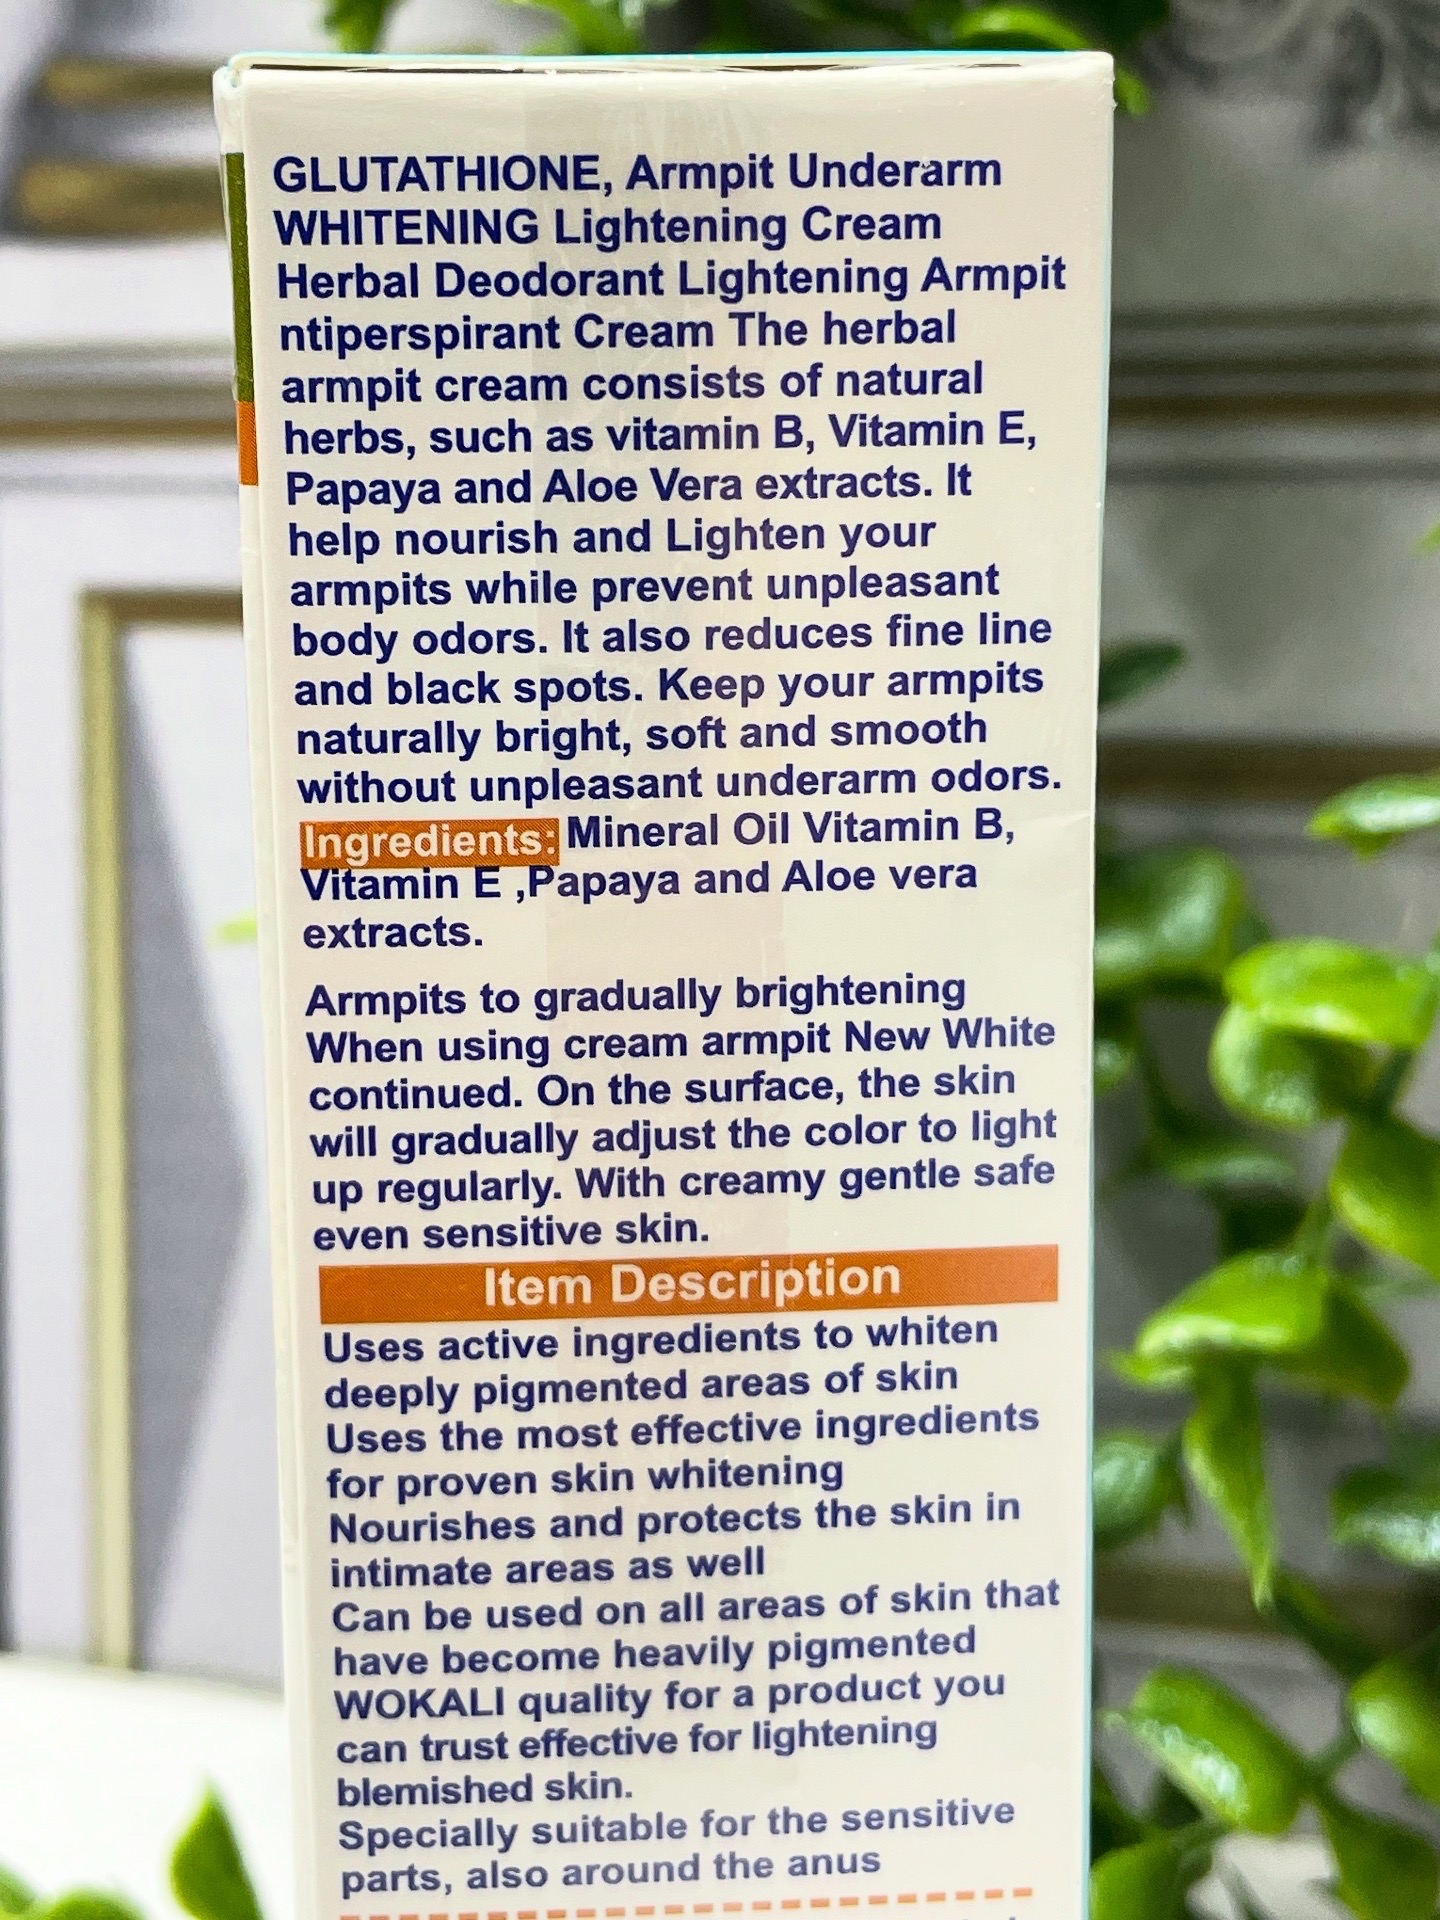 GLUTATHIONE, Armpit Underarm
WHITENING Lightening Cream
Herbal Deodorant Lightening Armpit
ntiperspirant Cream The herbal
armpit cream consists of natural
herbs, such as vitamin B, Vitamin E,
Papaya and Aloe Vera extracts. It
help nourish and Lighten your
armpits while prevent unpleasant
body odors. It also reduces fine line
and black spots. Keep your armpits
naturally bright, soft and smooth
without unpleasant underarm odors.
Ingredients: Mineral Oil Vitamin B,
Vitamin E ,Papaya and Aloe vera
extracts.
Armpits to gradually brightening
When using cream armpit New White
continued. On the surface, the skin
will gradually adjust the color to light
up regularly. With creamy gentle safe
even sensitive skin.
Item Description
Uses active ingredients to whiten
deeply pigmented areas of skin
Uses the most effective ingredients
for proven skin whitening
Nourishes and protects the skin in
intimate areas as well
Can be used on all areas of skin that
have become heavily pigmented
WOKALI quality for a product you
can trust effective for lightening
blemished skin.
Specially suitable for the sensitive
parts, also around the anus